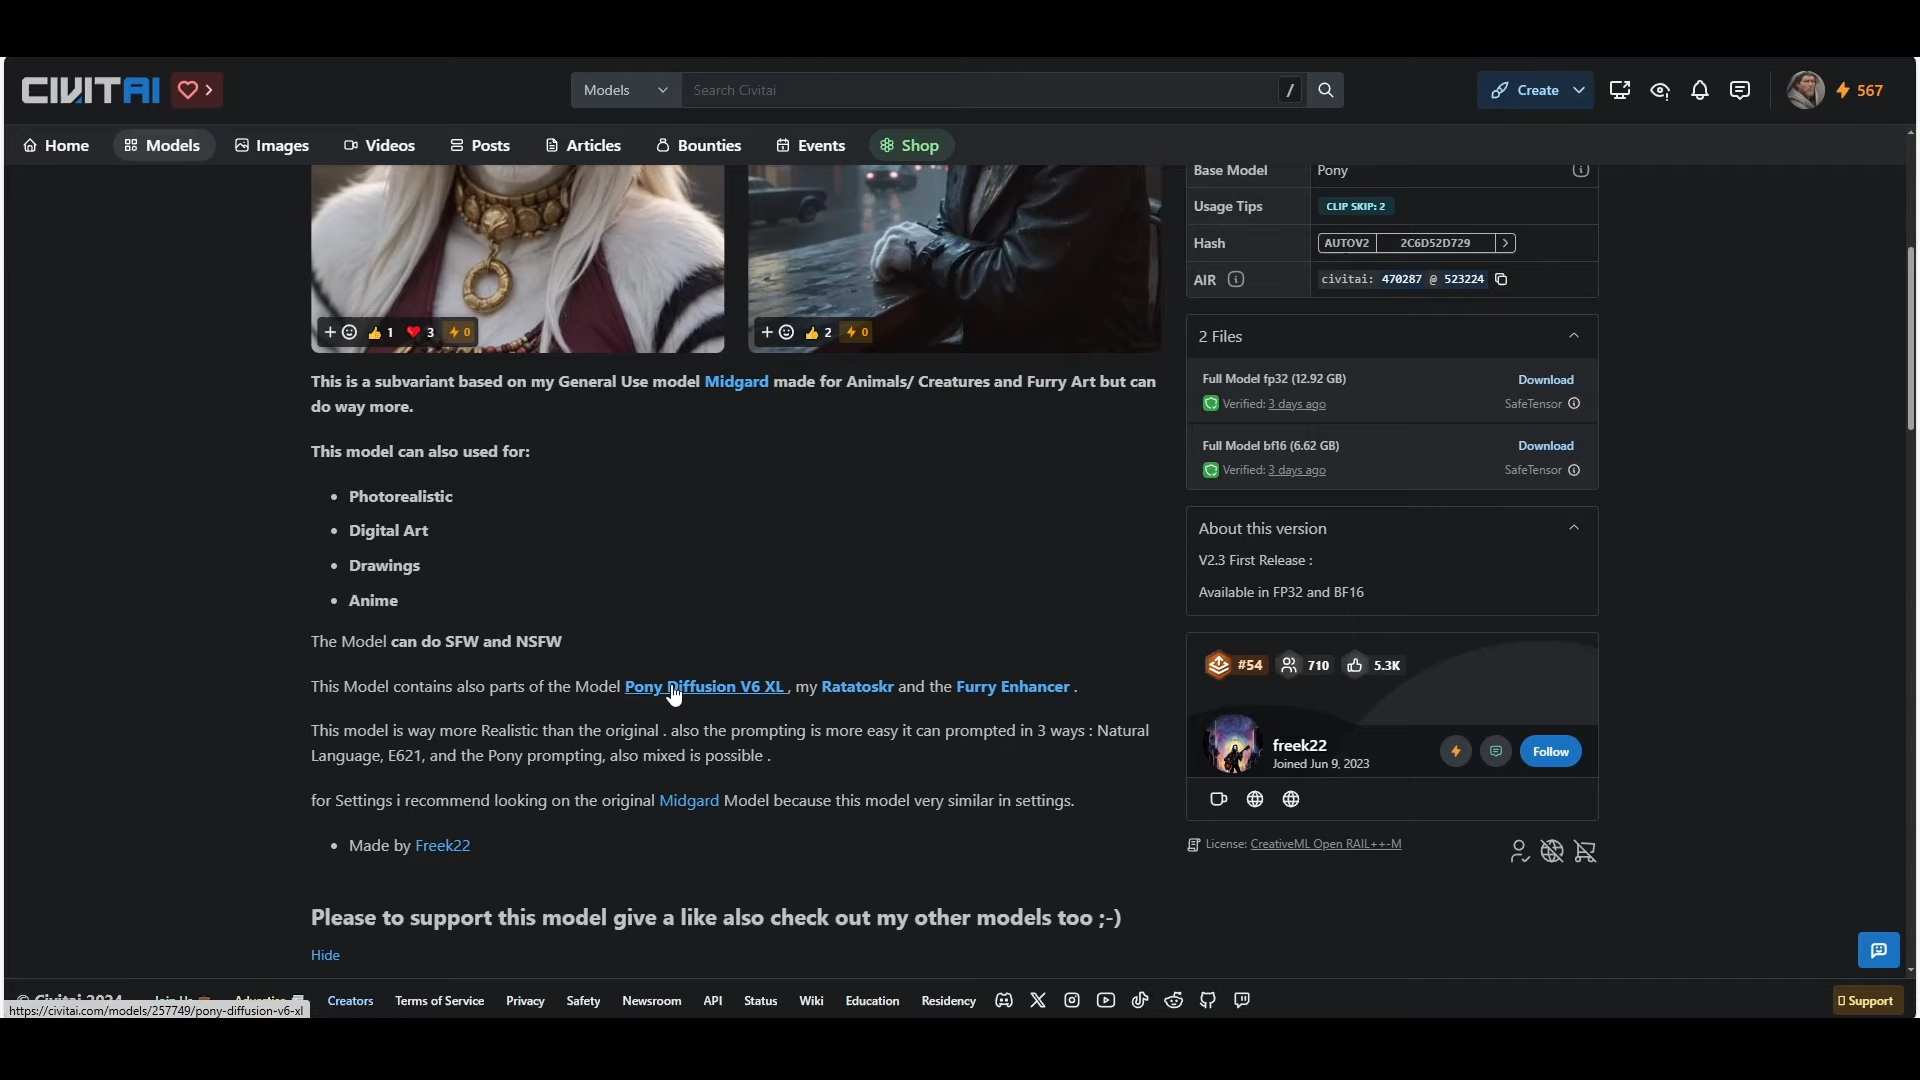 CIVITAI
Models
Search Civitai
/
Create
567
Home
Models
Images
Videos
Posts
Articles
Bounties
Events
Shop
1
3
0
2
0
This is a subvariant based on my General Use model Midgard made for Animals/ Creatures and Furry Art but can
do way more.
This model can also used for:
• Photorealistic
• Digital Art
• Drawings
• Anime
The Model can do SFW and NSFW
This Model contains also parts of the Model Pony Diffusion V6 XL , my Ratatoskr and the Furry Enhancer .
This model is way more Realistic than the original . also the prompting is more easy it can prompted in 3 ways : Natural
Language, E621, and the Pony prompting, also mixed is possible .
for Settings i recommend looking on the original Midgard Model because this model very similar in settings.
• Made by Freek22
Please to support this model give a like also check out my other models too ;-)
Hide
Base Model Pony
Usage Tips CLIP SKIP: 2
Hash AUTOV2 2C6D52D729
AIR civitai: 470287 @ 523224
2 Files
Full Model fp32 (12.92 GB) Download
Verified: 3 days ago SafeTensor
Full Model bf16 (6.62 GB) Download
Verified: 3 days ago SafeTensor
About this version
V2.3 First Release :
Available in FP32 and BF16
#54 710 5.3K
freek22
Joined Jun 9, 2023
Follow
License: CreativeML Open RAIL++-M
© Civitai 2024 Join Us Advertise Creators Terms of Service Privacy Safety Newsroom API Status Wiki Education Residency
Support
https://civitai.com/models/257749/pony-diffusion-v6-xl